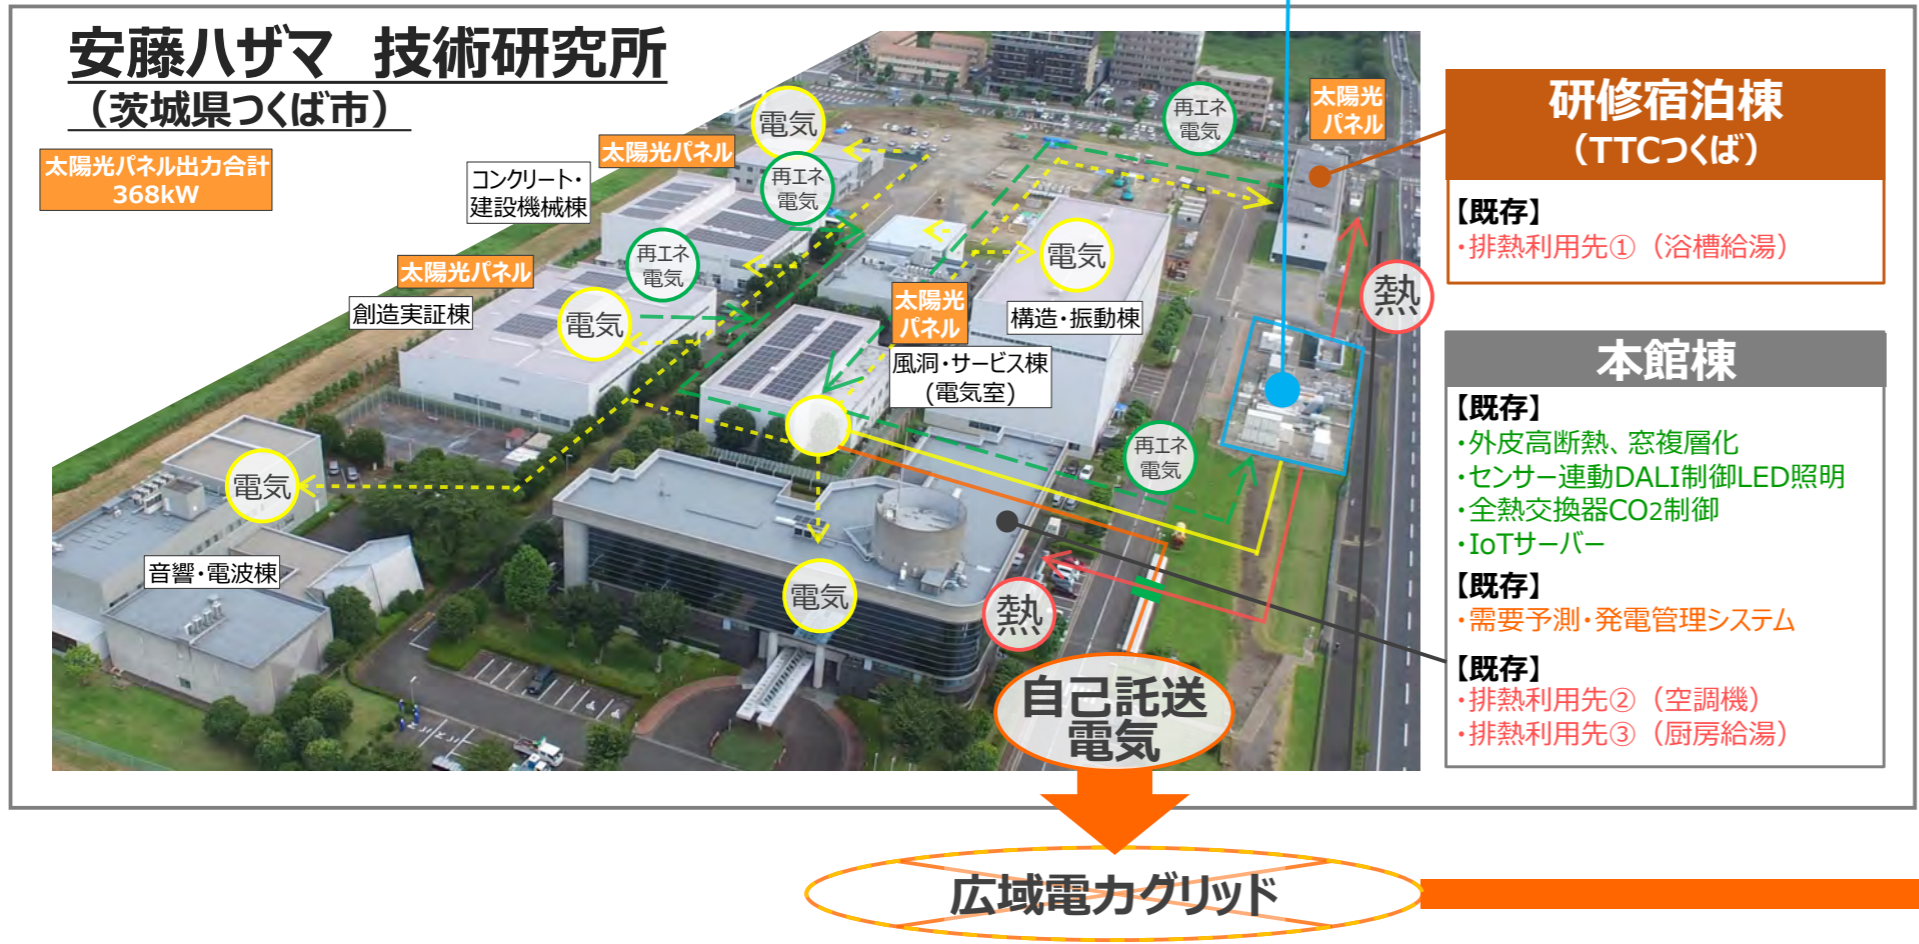 安藤ハザマ 技術研究所
（茨城県つくば市）
太陽光パネル出力合計
368kW
太陽光パネル
コンクリート・
建設機械棟
電気
再エネ
電気
再エネ
電気
太陽光
パネル
研修宿泊棟
（TTCつくば）
【既存】
・排熱利用先①（浴槽給湯）
太陽光パネル
創造実証棟
再エネ
電気
電気
電気
太陽光
パネル
構造・振動棟
風洞・サービス棟
(電気室)
熱
本館棟
【既存】
・外皮高断熱、窓複層化
・センサー連動DALI制御LED照明
・全熱交換器CO2制御
・IoTサーバー
【既存】
・需要予測・発電管理システム
【既存】
・排熱利用先②（空調機）
・排熱利用先③（厨房給湯）
再エネ
電気
電気
音響・電波棟
電気
熱
自己託送
電気
広域電力グリッド